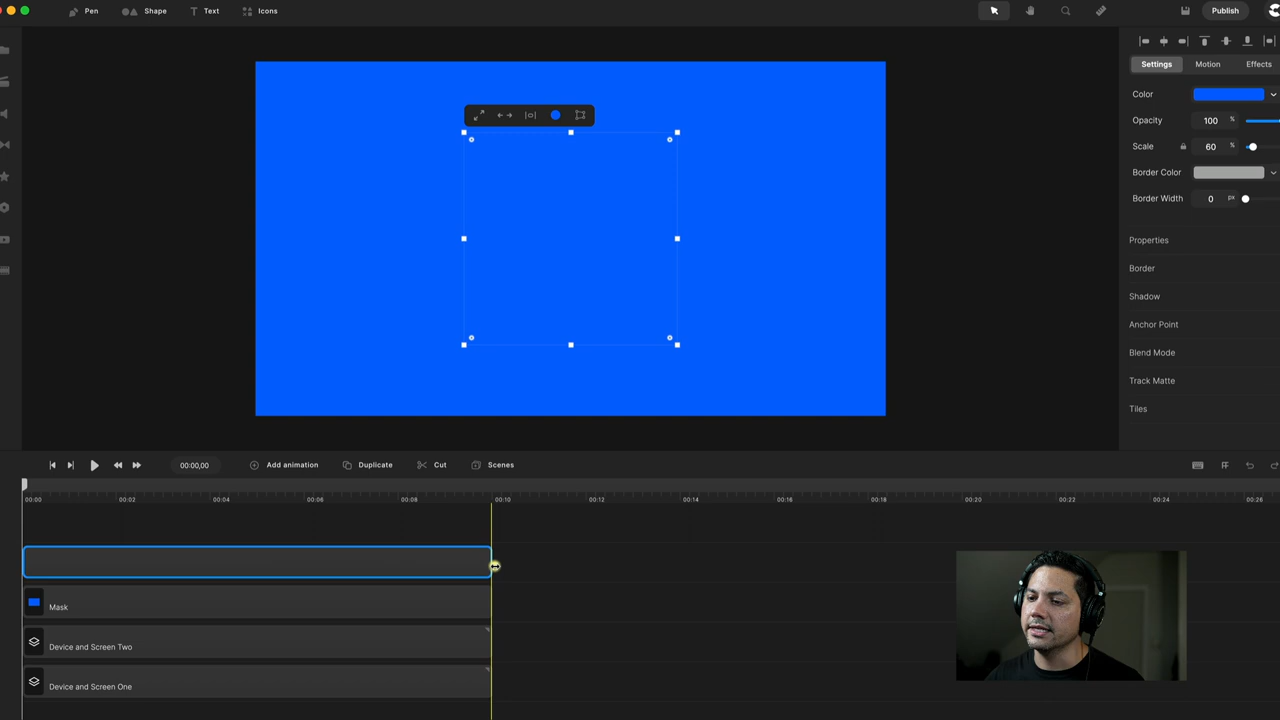 Pen Shape Text Icons Publish
Settings Motion Effects
Color
Opacity 100 %
Scale 60 %
Border Color
Border Width 0 px
Properties
Border
Shadow
Anchor Point
Blend Mode
Track Matte
Tiles
00:00,00 Add animation Duplicate Cut Scenes
00:00 00:02 00:04 00:06 00:08 00:10 00:12 00:14 00:16 00:18 00:20 00:22 00:24 00:26
Mask
Device and Screen Two
Device and Screen One